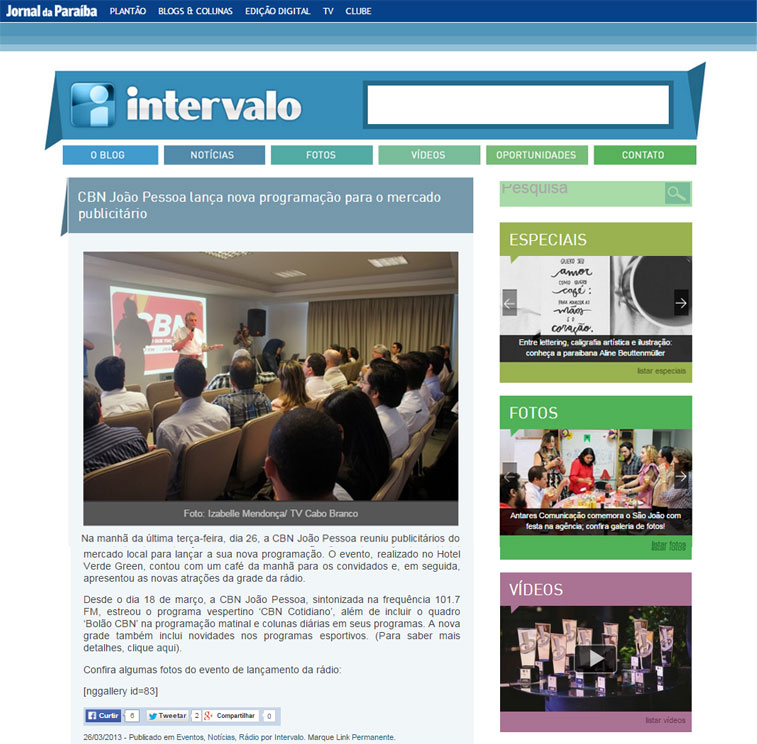 Jornal da Paraíba PLANTÃO BLOGS & COLUNAS EDIÇÃO DIGITAL TV CLUBE
intervalo
O BLOG NOTÍCIAS FOTOS VÍDEOS OPORTUNIDADES CONTATO
CBN João Pessoa lança nova programação para o mercado
publicitário
CBN
Foto: Izabelle Mendonça/ TV Cabo Branco
Na manhã da última terça-feira, dia 26, a CBN João Pessoa reuniu publicitários do
mercado local para lançar a sua nova programação. O evento, realizado no Hotel
Verde Green, contou com um café da manhã para os convidados e, em seguida,
apresentou as novas atrações da grade da rádio.
Desde o dia 18 de março, a CBN João Pessoa, sintonizada na frequência 101.7
FM, estreou o programa vespertino ‘CBN Cotidiano’, além de incluir o quadro
‘Bolão CBN’ na programação matinal e colunas diárias em seus programas. A nova
grade também inclui novidades nos programas esportivos. (Para saber mais
detalhes, clique aqui).
Confira algumas fotos do evento de lançamento da rádio:
[nggallery id=83]
Curtir 6 Tweetar 2 Compartilhar 0
26/03/2013 - Publicado em Eventos, Notícias, Rádio por Intervalo. Marque Link Permanente.
Pesquisa
ESPECIAIS
QUERO SEU
amor
COMO QUERO
café:
PARA AQUECER AS
mãos
E O
coração.
Entre lettering, caligrafia artística e ilustração:
conheça a paraibana Aline Beuttenmüller
listar especiais
FOTOS
Antares Comunicação comemora o São João com
festa na agência; confira galeria de fotos!
listar fotos
VÍDEOS
listar vídeos